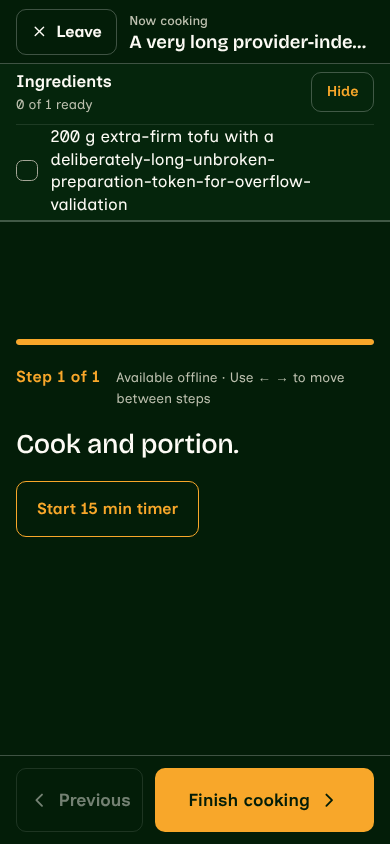 Leave
Now cooking
A very long provider-inde...
Ingredients
0 of 1 ready
Hide
200 g extra-firm tofu with a
deliberately-long-unbroken-
preparation-token-for-overflow-
validation
Step 1 of 1
Available offline · Use ← → to move
between steps
Cook and portion.
Start 15 min timer
Previous
Finish cooking